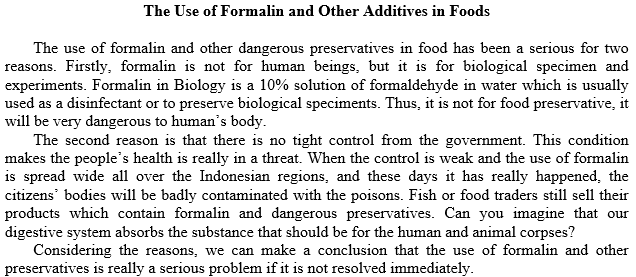 The Use of Formalin and Other Additives in Foods
The use of formalin and other dangerous preservatives in food has been a serious for two
reasons. Firstly, formalin is not for human beings, but it is for biological specimen and
experiments. Formalin in Biology is a 10% solution of formaldehyde in water which is usually
used as a disinfectant or to preserve biological speciments. Thus, it is not for food preservative, it
will be very dangerous to human's body.
The second reason is that there is no tight control from the government. This condition
makes the people's health is really in a threat. When the control is weak and the use of formalin
is spread wide all over the Indonesian regions, and these days it has really happened, the
citizens' bodies will be badly contaminated with the poisons. Fish or food traders still sell their
products which contain formalin and dangerous preservatives. Can you imagine that our
digestive system absorbs the substance that should be for the human and animal corpses?
Considering the reasons, we can make a conclusion that the use of formalin and other
preservatives is really a serious problem if it is not resolved immediately.